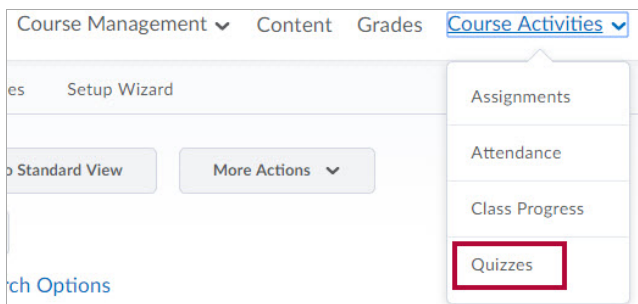 Course Management Content Grades Course Activities
es Setup Wizard
Assignments
Attendance
o Standard View More Actions
Class Progress
Quizzes
rch Options